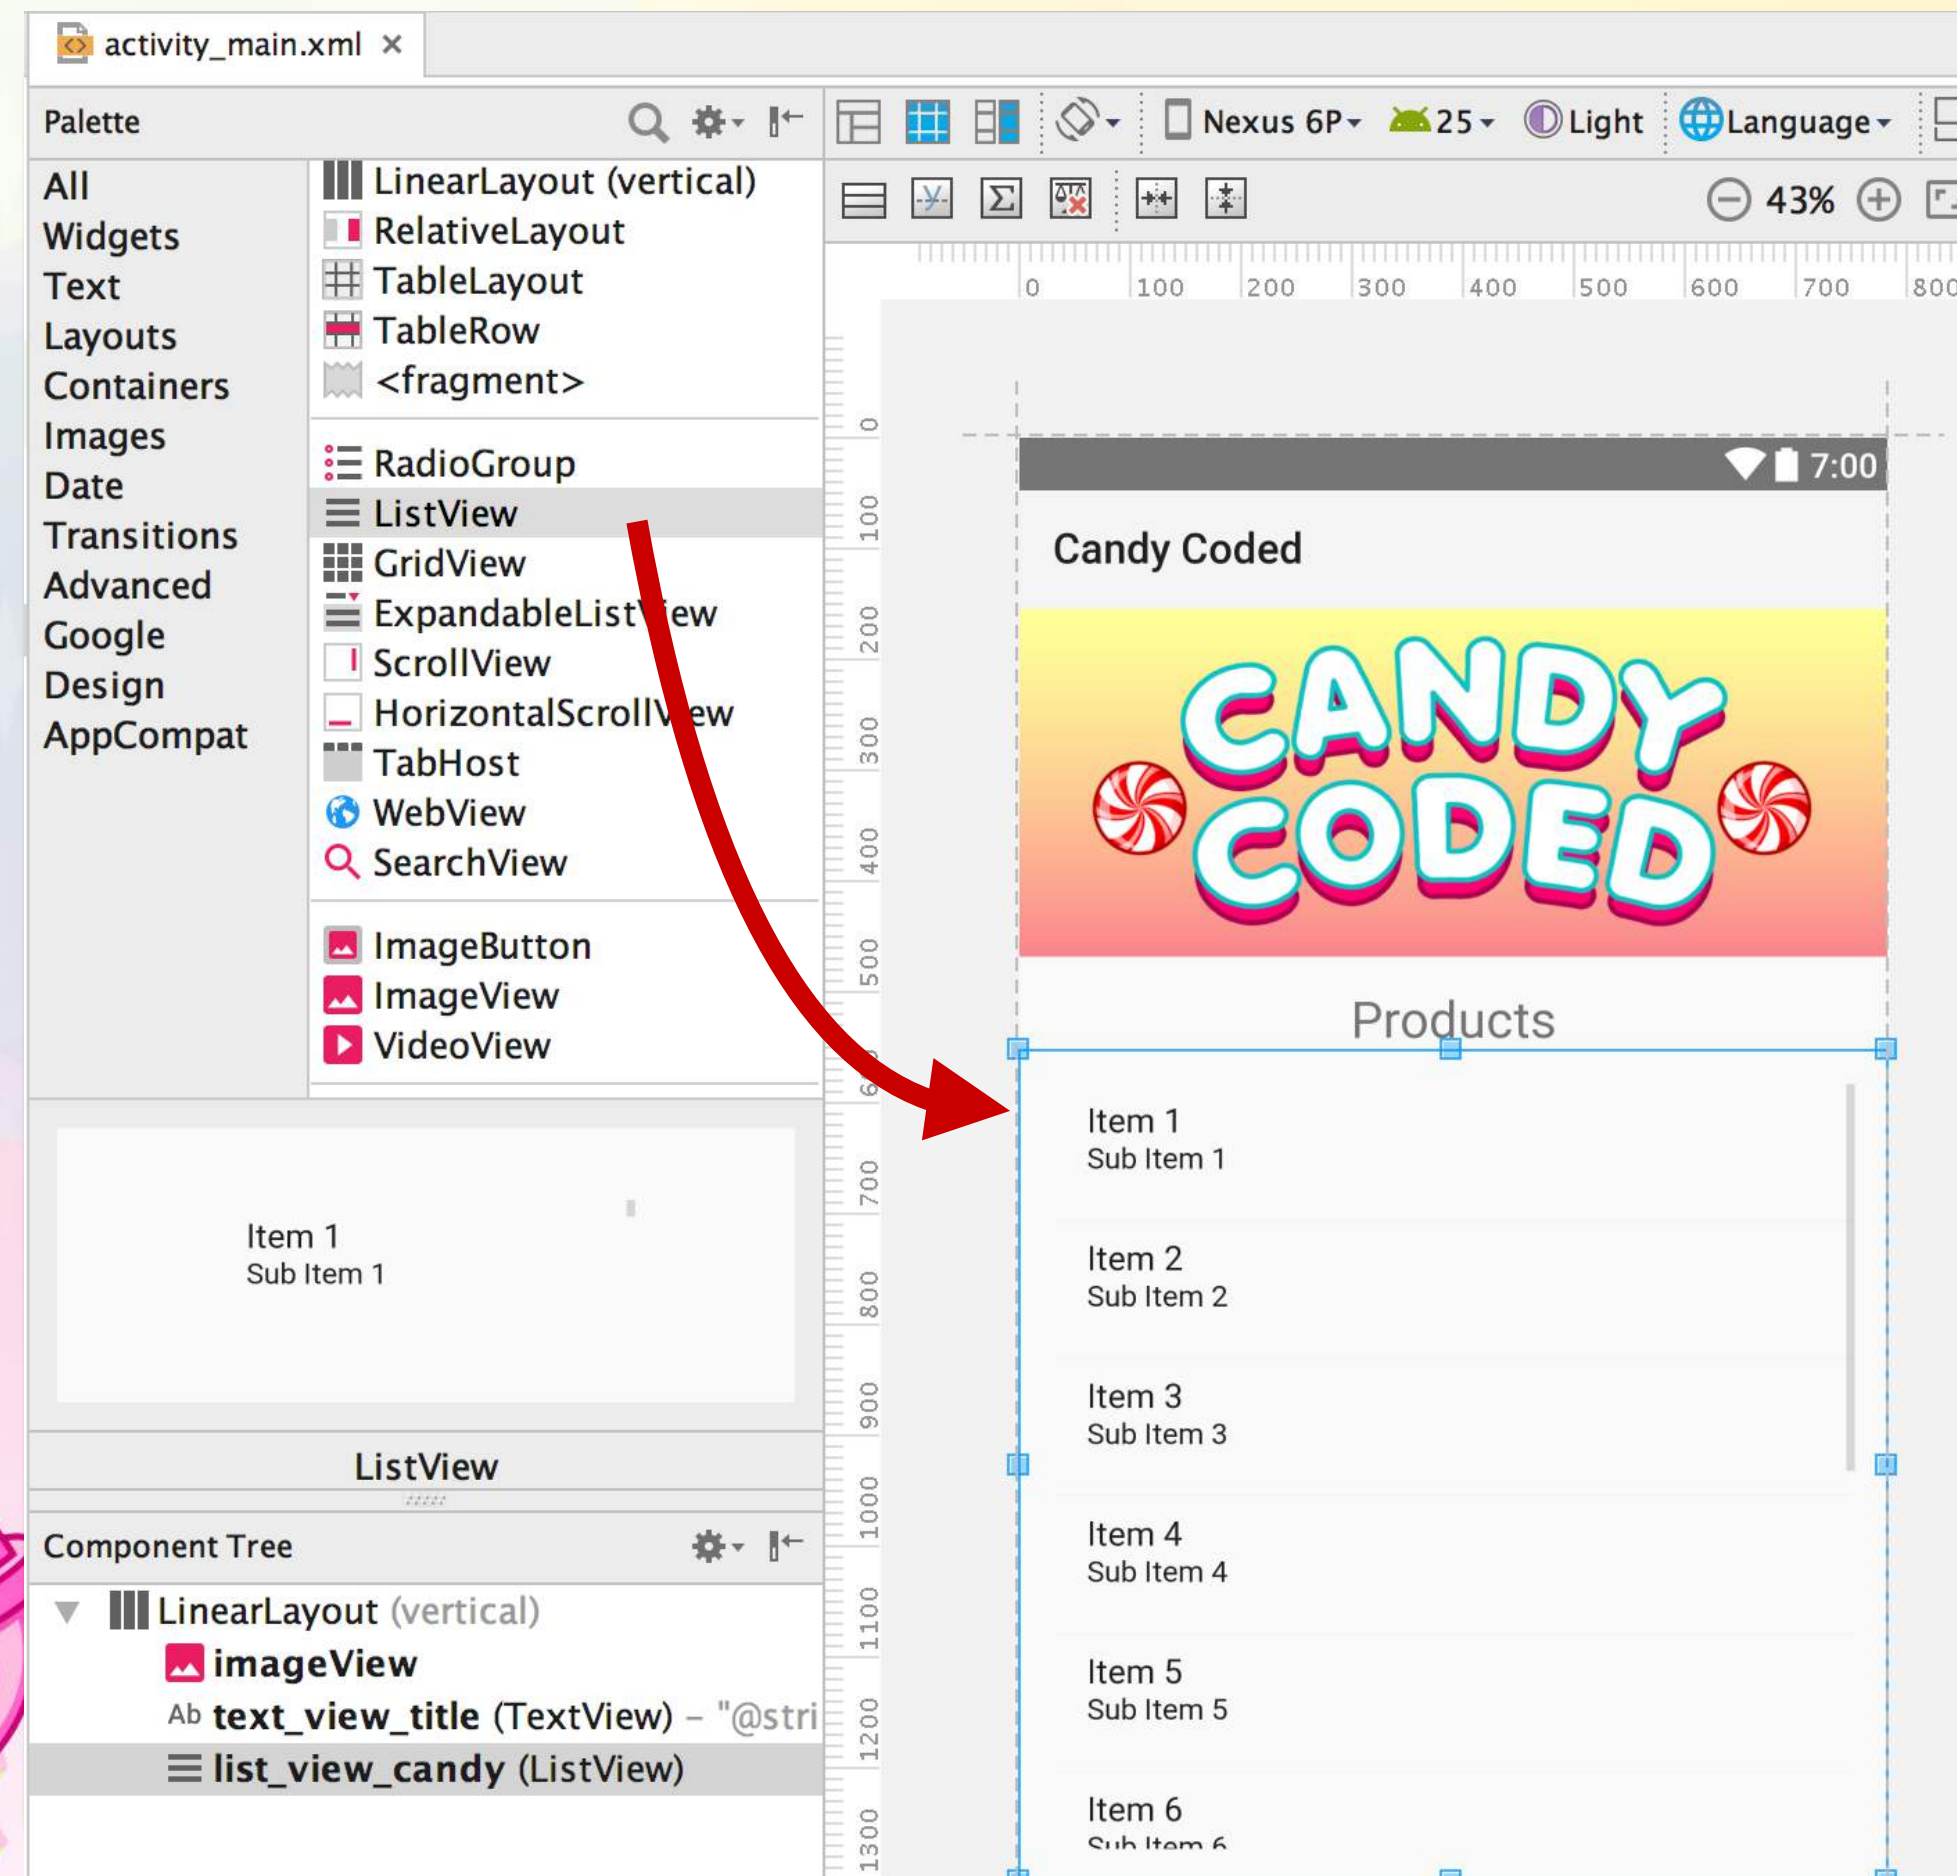 activity_main.xml ×
Palette
Nexus 6P
25
Light
Language
All
Widgets
Text
Layouts
Containers
Images
Date
Transitions
Advanced
Google
Design
AppCompat
LinearLayout (vertical)
RelativeLayout
TableLayout
TableRow
<fragment>
RadioGroup
ListView
GridView
ExpandableListView
ScrollView
HorizontalScrollView
TabHost
WebView
SearchView
ImageButton
ImageView
VideoView
43%
0 100 200 300 400 500 600 700 800
0
100
200
300
400
500
700
800
900
1000
1100
1200
1300
7:00
Candy Coded
CANDY
CODED
Products
Item 1
Sub Item 1
Item 2
Sub Item 2
Item 3
Sub Item 3
Item 4
Sub Item 4
Item 5
Sub Item 5
Item 6
Sub Item 6
Item 1
Sub Item 1
ListView
Component Tree
LinearLayout (vertical)
imageView
Ab text_view_title (TextView) – "@stri
list_view_candy (ListView)